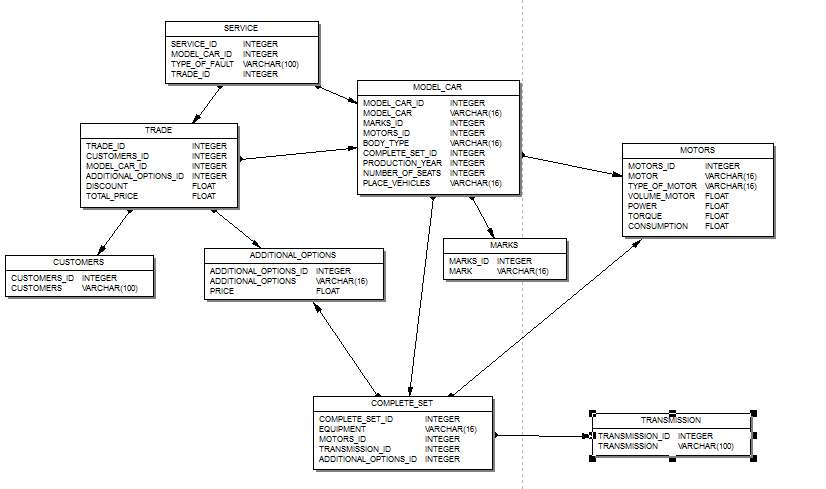 SERVICE
SERVICE_ID INTEGER
MODEL_CAR_ID INTEGER
TYPE_OF_FAULT VARCHAR(100)
TRADE_ID INTEGER
MODEL_CAR
MODEL_CAR_ID INTEGER
MODEL_CAR VARCHAR(16)
MARKS_ID INTEGER
MOTORS_ID INTEGER
BODY_TYPE VARCHAR(16)
COMPLETE_SET_ID INTEGER
PRODUCTION_YEAR INTEGER
NUMBER_OF_SEATS INTEGER
PLACE_VEHICLES VARCHAR(16)
TRADE
TRADE_ID INTEGER
CUSTOMERS_ID INTEGER
MODEL_CAR_ID INTEGER
ADDITIONAL_OPTIONS_ID INTEGER
DISCOUNT FLOAT
TOTAL_PRICE FLOAT
MOTORS
MOTORS_ID INTEGER
MOTOR VARCHAR(16)
TYPE_OF_MOTOR VARCHAR(16)
VOLUME_MOTOR FLOAT
POWER FLOAT
TORQUE FLOAT
CONSUMPTION FLOAT
CUSTOMERS
CUSTOMERS_ID INTEGER
CUSTOMERS VARCHAR(100)
ADDITIONAL_OPTIONS
ADDITIONAL_OPTIONS_ID INTEGER
ADDITIONAL_OPTIONS VARCHAR(16)
PRICE FLOAT
MARKS
MARKS_ID INTEGER
MARK VARCHAR(16)
COMPLETE_SET
COMPLETE_SET_ID INTEGER
EQUIPMENT VARCHAR(16)
MOTORS_ID INTEGER
TRANSMISSION_ID INTEGER
ADDITIONAL_OPTIONS_ID INTEGER
TRANSMISSION
TRANSMISSION_ID INTEGER
TRANSMISSION VARCHAR(100)